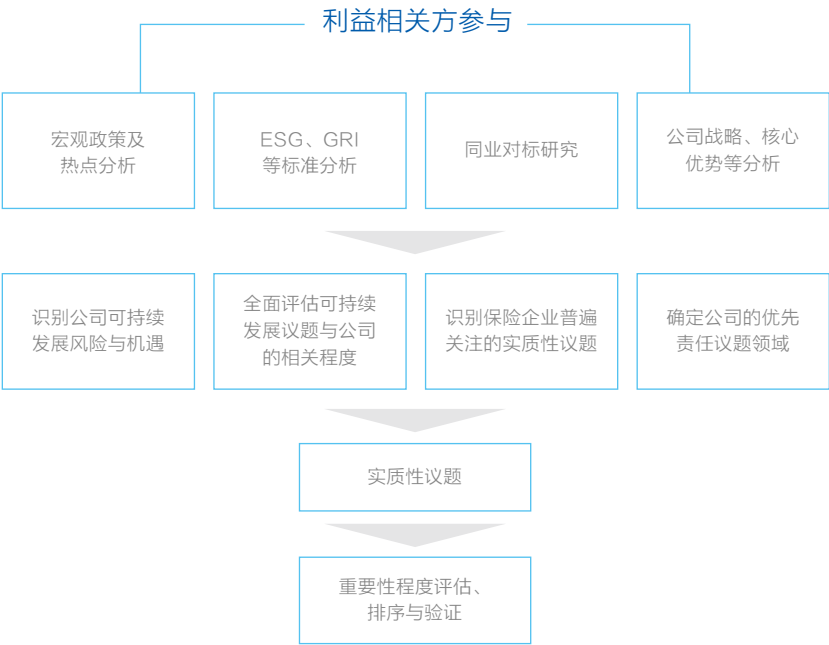 利益相关方参与
宏观政策及
热点分析
ESG、GRI
等标准分析
同业对标研究
公司战略、核心
优势等分析
识别公司可持续
发展风险与机遇
全面评估可持续
发展议题与公司
的相关程度
识别保险企业普遍
关注的实质性议题
确定公司的优先
责任议题领域
实质性议题
重要性程度评估、
排序与验证